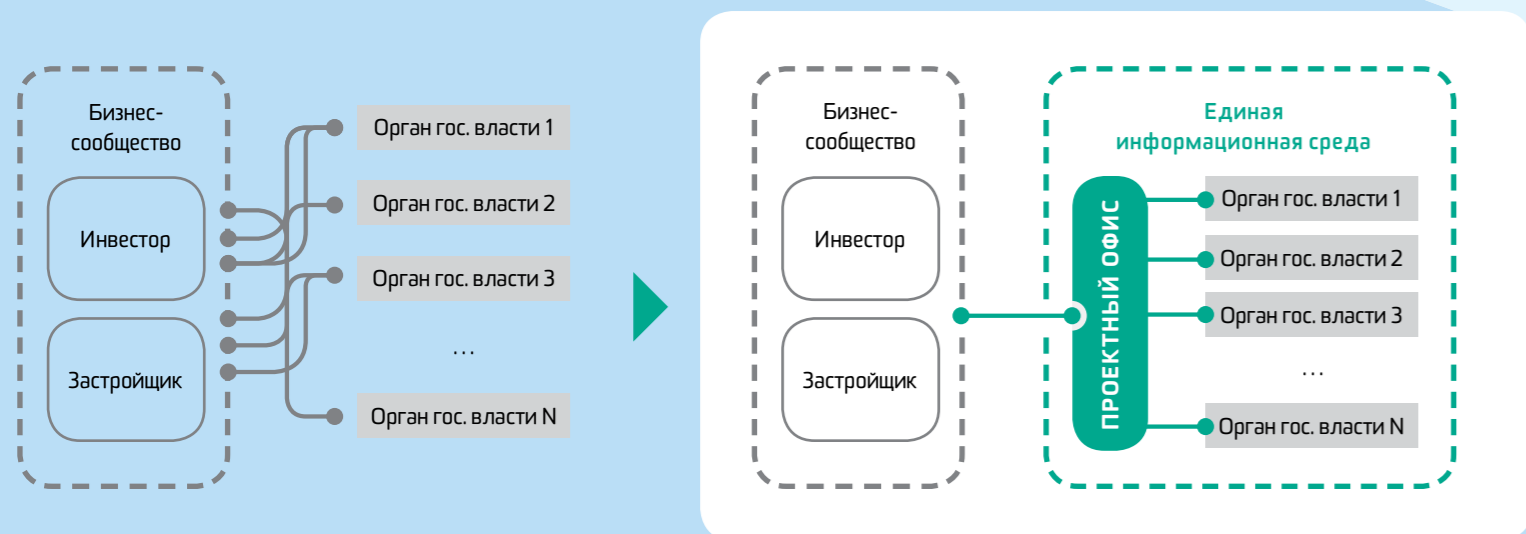 Бизнес-
сообщество
Инвестор
Застройщик
Орган гос. власти 1
Орган гос. власти 2
Орган гос. власти 3
...
Орган гос. власти N
Бизнес-
сообщество
Инвестор
Застройщик
Единая
информационная среда
ПРОЕКТНЫЙ ОФИС
Орган гос. власти 1
Орган гос. власти 2
Орган гос. власти 3
...
Орган гос. власти N